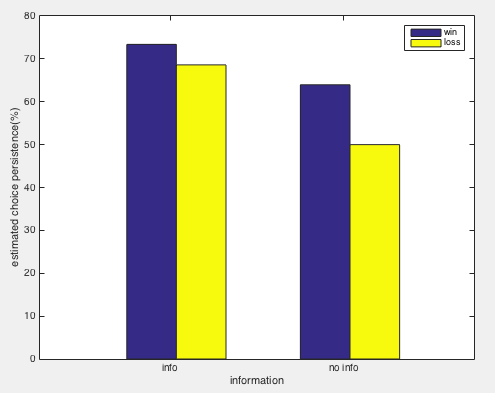 80
70
60
50
40
30
20
10
0
estimated choice persistence(%)
win
loss
info
no info
information